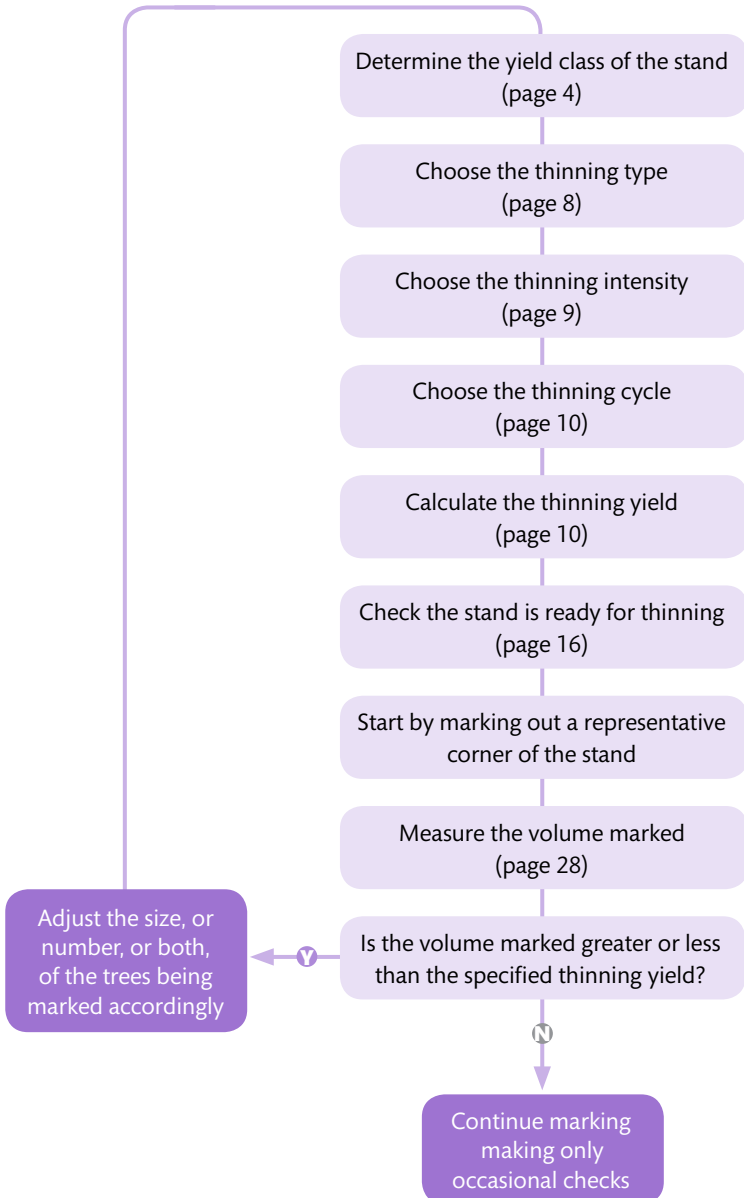 Determine the yield class of the stand
(page 4)
Choose the thinning type
(page 8)
Choose the thinning intensity
(page 9)
Choose the thinning cycle
(page 10)
Calculate the thinning yield
(page 10)
Check the stand is ready for thinning
(page 16)
Start by marking out a representative
corner of the stand
Measure the volume marked
(page 28)
Is the volume marked greater or less
than the specified thinning yield?
Y
Adjust the size, or
number, or both,
of the trees being
marked accordingly
N
Continue marking
making only
occasional checks